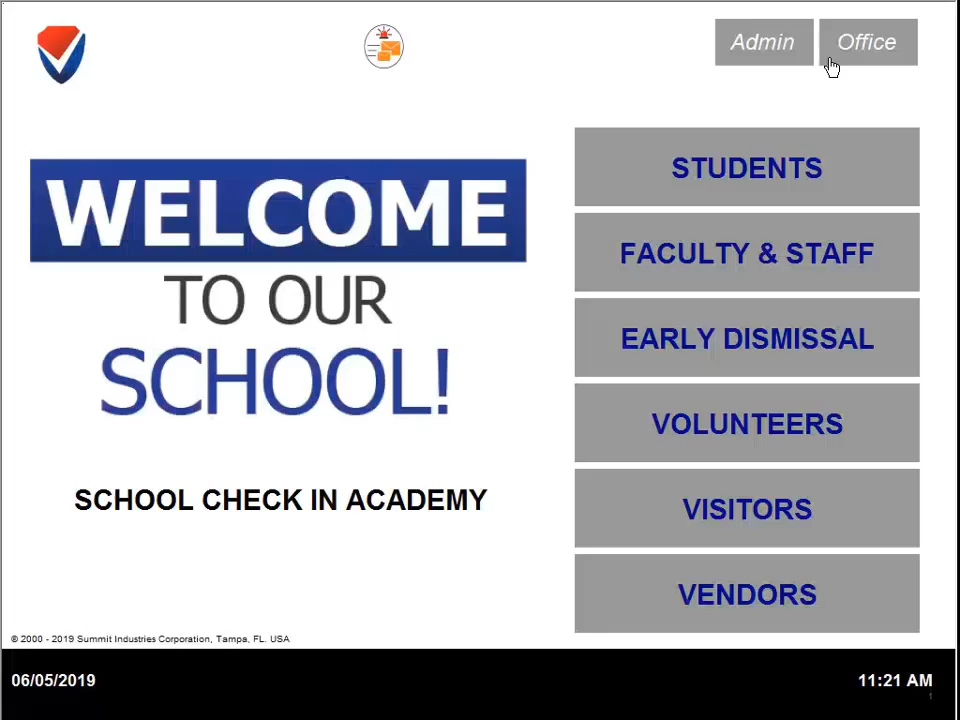 Admin
Office
WELCOME
TO OUR
SCHOOL!
SCHOOL CHECK IN ACADEMY
STUDENTS
FACULTY & STAFF
EARLY DISMISSAL
VOLUNTEERS
VISITORS
VENDORS
© 2000 - 2019 Summit Industries Corporation, Tampa, FL. USA
06/05/2019
11:21 AM
1